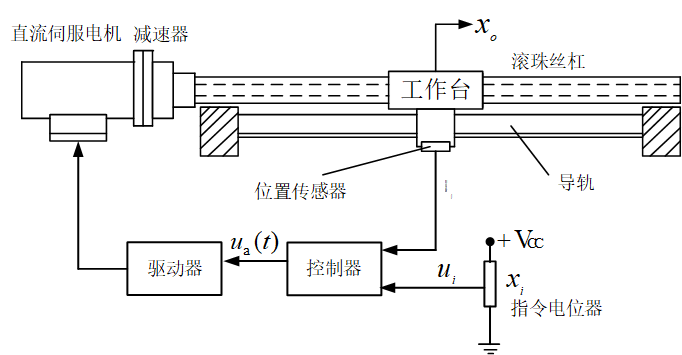 直流伺服电机 减速器
x_o
滚珠丝杠
工作台
位置传感器
导轨
驱动器
u_a(t)
控制器
u_i
+Vcc
x_i
指令电位器